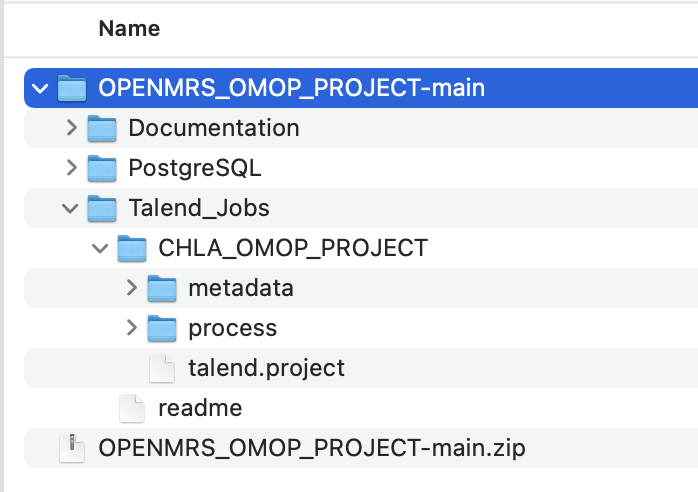 Name
OPENMRS_OMOP_PROJECT-main
Documentation
PostgreSQL
Talend_Jobs
CHLA_OMOP_PROJECT
metadata
process
talend.project
readme
OPENMRS_OMOP_PROJECT-main.zip